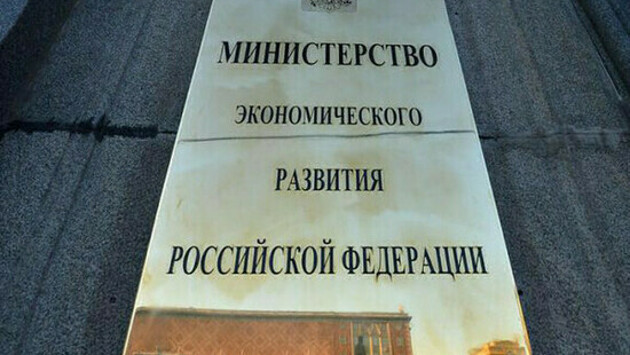 МИНИСТЕРСТВО
ЭКОНОМИЧЕСКОГО
РАЗВИТИЯ
РОССИЙСКОЙ ФЕДЕРАЦИИ